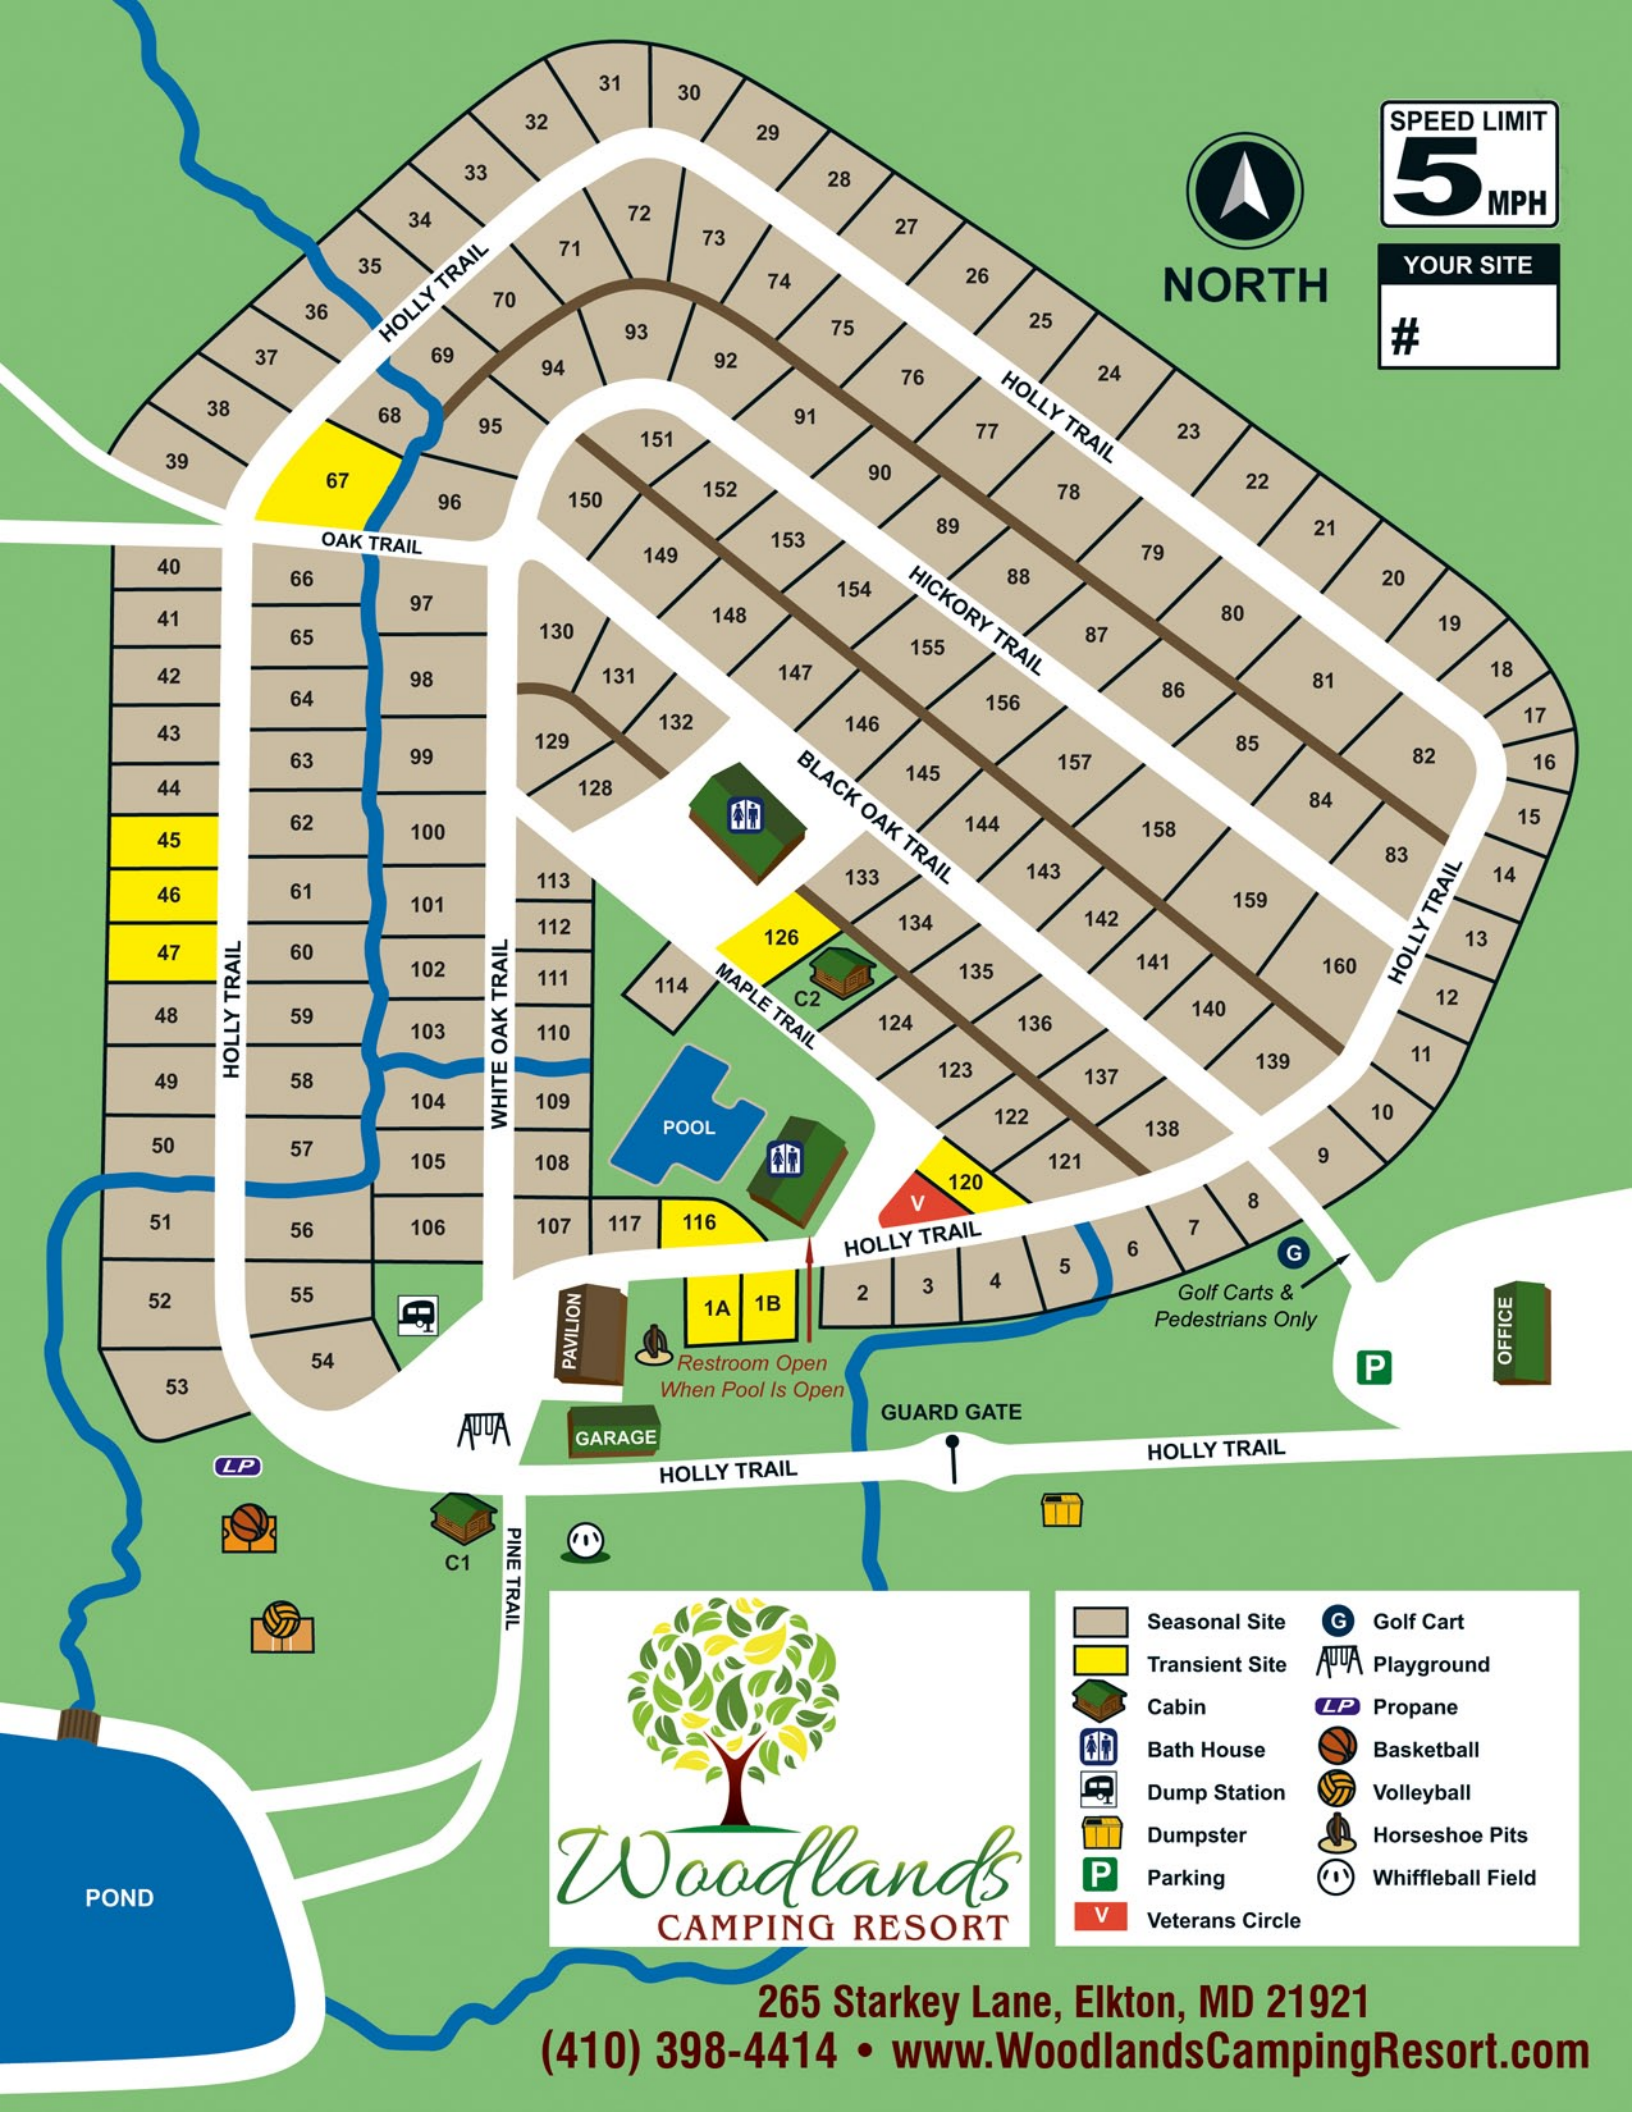 SPEED LIMIT
5
MPH
YOUR SITE
#
NORTH
31
30
32
29
33
28
34
72
27
71
73
35
26
74
70
36
HOLLY TRAIL
25
75
93
37
69
92
94
24
76
HOLLY TRAIL
38
68
91
95
77
23
151
39
90
67
22
152
78
150
96
89
21
153
OAK TRAIL
79
149
40
88
20
66
154
97
80
148
41
19
130
87
65
HICKORY TRAIL
155
18
147
42
131
98
81
86
64
156
17
132
146
43
129
85
82
99
63
157
16
145
44
128
84
BLACK OAK TRAIL
15
62
144
158
100
45
83
143
14
133
113
61
46
159
101
142
134
112
126
13
47
60
141
160
HOLLY TRAIL
102
135
111
114
12
C2
MAPLE TRAIL
140
48
59
124
136
103
110
HOLLY TRAIL
WHITE OAK TRAIL
11
139
123
137
49
58
104
109
10
122
POOL
138
50
57
9
105
108
121
120
8
V
51
56
106
107
117
116
7
HOLLY TRAIL
6
G
5
4
3
2
52
55
1A
1B
Golf Carts &
Pedestrians Only
PAVILION
OFFICE
54
Restroom Open
When Pool Is Open
P
53
GUARD GATE
GARAGE
HOLLY TRAIL
HOLLY TRAIL
LP
C1
PINE TRAIL
Seasonal Site
G
Golf Cart
Transient Site
Playground
Cabin
LP
Propane
Bath House
Basketball
Dump Station
Volleyball
Dumpster
Horseshoe Pits
P
Parking
Whiffleball Field
V
Veterans Circle
Woodlands
CAMPING RESORT
POND
265 Starkey Lane, Elkton, MD 21921
(410) 398-4414 • www.WoodlandsCampingResort.com